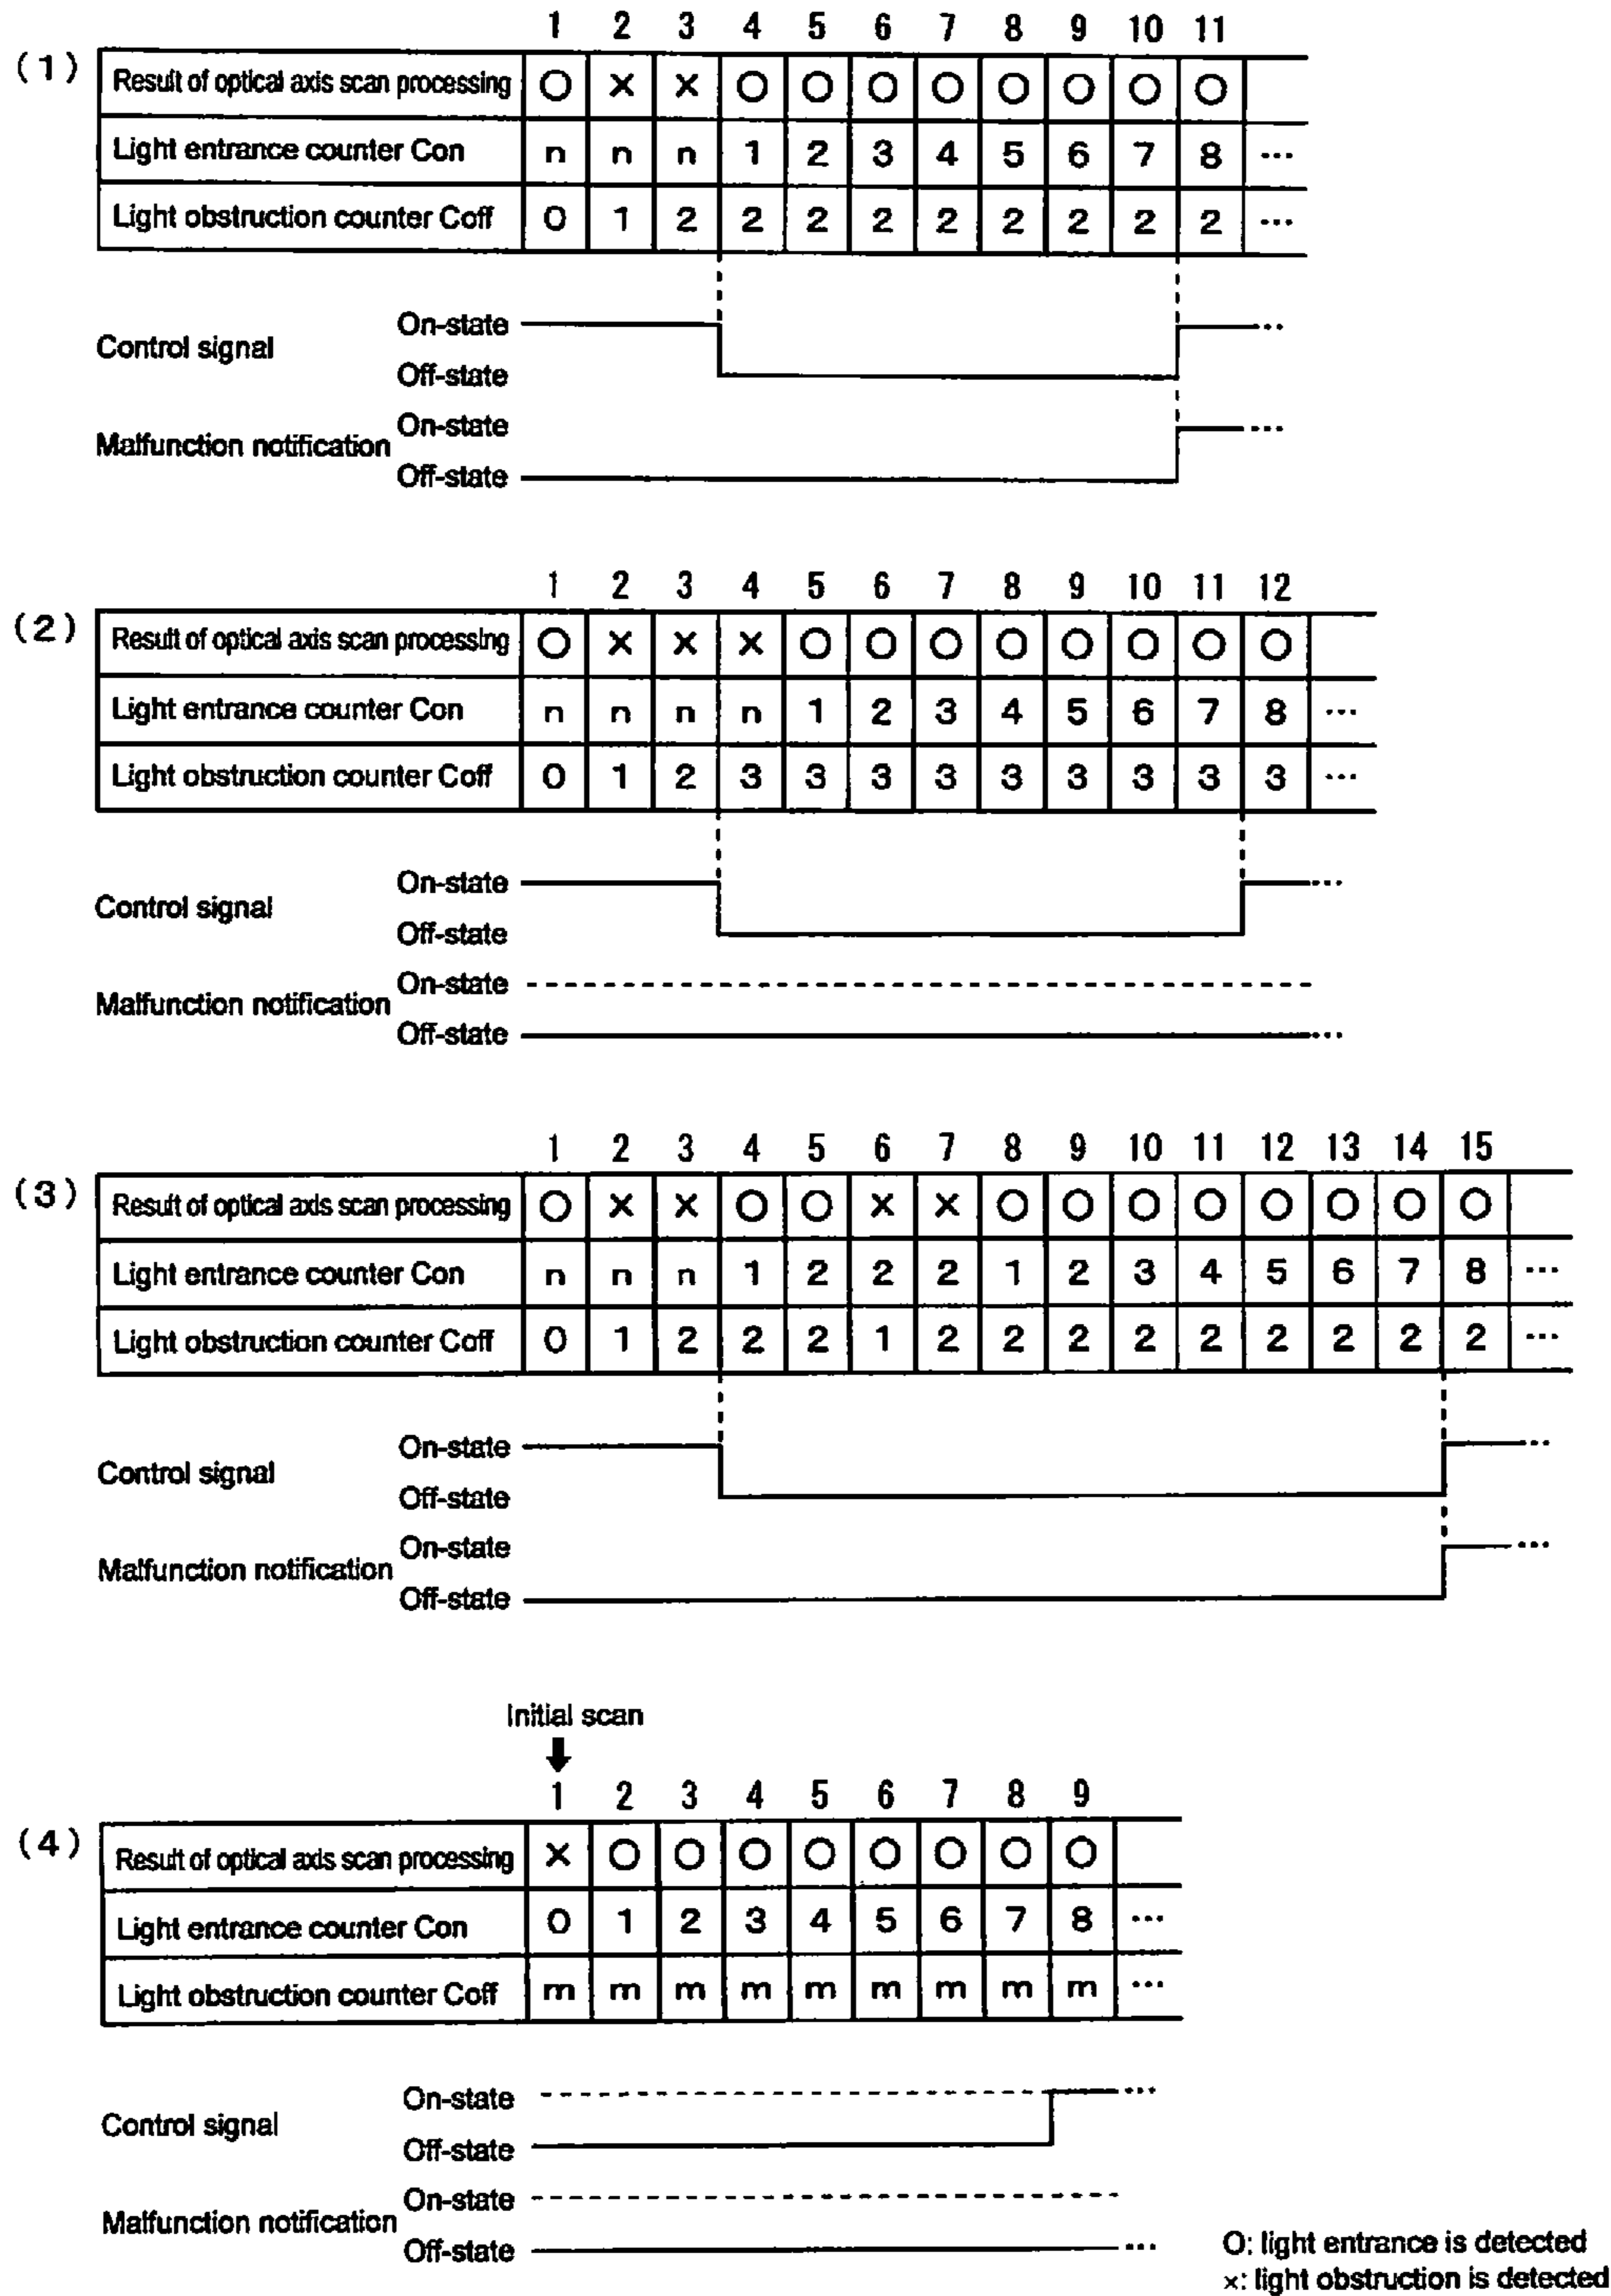 1 2 3 4 5 6 7 8 9 10 11
(1) Result of optical axis scan processing O × × O O O O O O O O
Light entrance counter Con n n n 1 2 3 4 5 6 7 8 ...
Light obstruction counter Coff 0 1 2 2 2 2 2 2 2 2 2 ...
On-state ...
Control signal
Off-state
On-state ...
Malfunction notification
Off-state
1 2 3 4 5 6 7 8 9 10 11 12
(2) Result of optical axis scan processing O × × × O O O O O O O O
Light entrance counter Con n n n n 1 2 3 4 5 6 7 8 ...
Light obstruction counter Coff 0 1 2 3 3 3 3 3 3 3 3 3 ...
On-state ...
Control signal
Off-state
On-state
Malfunction notification
Off-state ...
1 2 3 4 5 6 7 8 9 10 11 12 13 14 15
(3) Result of optical axis scan processing O × × O O × × O O O O O O O O
Light entrance counter Con n n n 1 2 2 2 1 2 3 4 5 6 7 8 ...
Light obstruction counter Coff 0 1 2 2 2 1 2 2 2 2 2 2 2 2 2 ...
On-state ...
Control signal
Off-state
On-state ...
Malfunction notification
Off-state
Initial scan
1 2 3 4 5 6 7 8 9
(4) Result of optical axis scan processing × O O O O O O O O
Light entrance counter Con 0 1 2 3 4 5 6 7 8 ...
Light obstruction counter Coff m m m m m m m m m ...
On-state ...
Control signal
Off-state
On-state
Malfunction notification
Off-state ...
O: light entrance is detected
×: light obstruction is detected